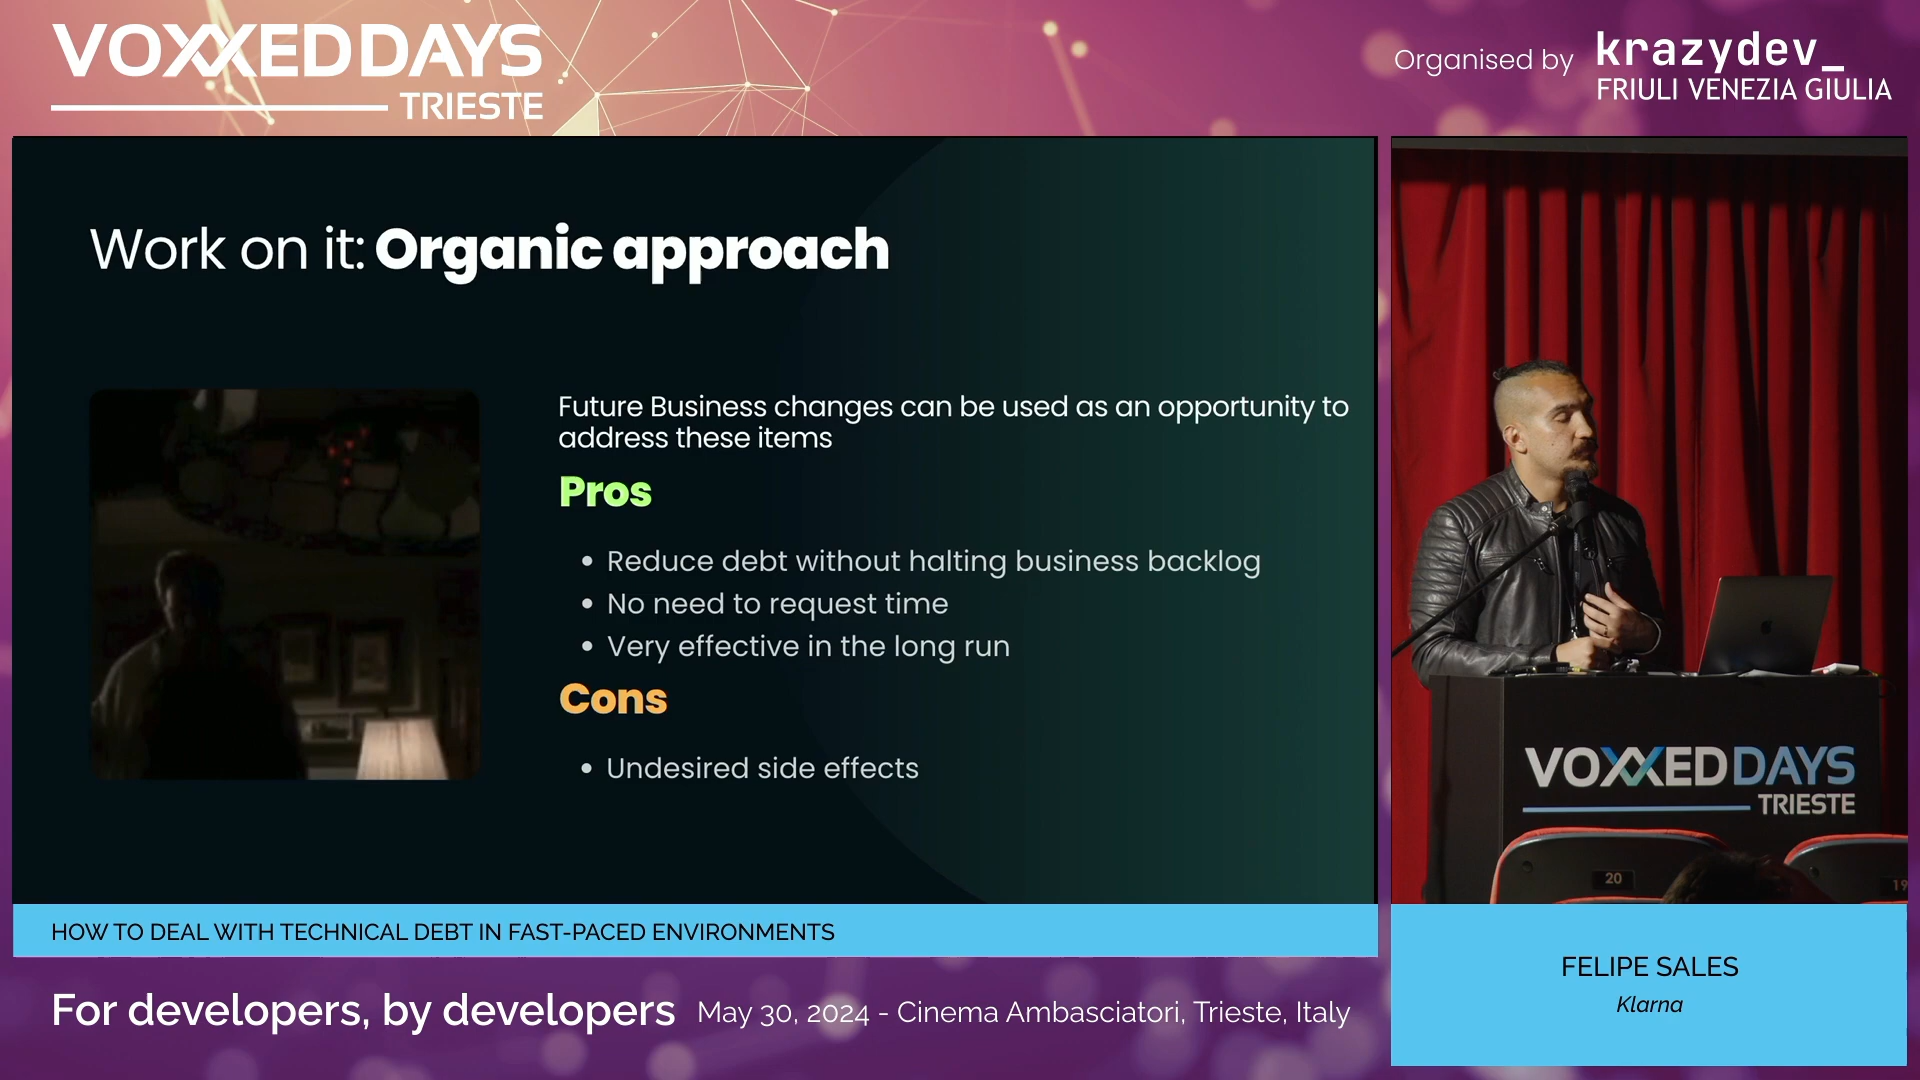 VOXXEDDAYS
TRIESTE
Organised by krazydev_
FRIULI VENEZIA GIULIA
Work on it: Organic approach
Future Business changes can be used as an opportunity to
address these items
Pros
• Reduce debt without halting business backlog
• No need to request time
• Very effective in the long run
Cons
• Undesired side effects
VOXXEDDAYS
TRIESTE
20
19
HOW TO DEAL WITH TECHNICAL DEBT IN FAST-PACED ENVIRONMENTS
FELIPE SALES
Klarna
For developers, by developers May 30, 2024 - Cinema Ambasciatori, Trieste, Italy